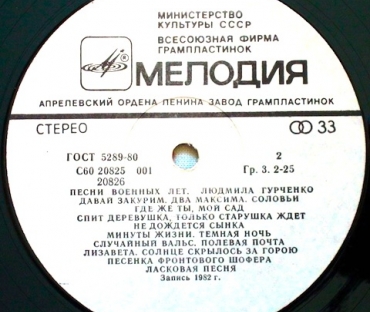 МИНИСТЕРСТВО
КУЛЬТУРЫ СССР
ВСЕСОЮЗНАЯ ФИРМА
ГРАМПЛАСТИНОК
МЕЛОДИЯ
АПРЕЛЕВСКИЙ ОРДЕНА ЛЕНИНА ЗАВОД ГРАМПЛАСТИНОК
СТЕРЕО 33
ГОСТ 5289-80 2
С60 20825 001 Гр. 3. 2-25
20826
ПЕСНИ ВОЕННЫХ ЛЕТ. ЛЮДМИЛА ГУРЧЕНКО
ДАВАЙ ЗАКУРИМ. ДВА МАКСИМА. СОЛОВЬИ
ГДЕ ЖЕ ТЫ, МОЙ САД
СПИТ ДЕРЕВУШКА, ТОЛЬКО СТАРУШКА ЖДЕТ
НЕ ДОЖДЕТСЯ СЫНКА
МИНУТЫ ЖИЗНИ. ТЕМНАЯ НОЧЬ
СЛУЧАЙНЫЙ ВАЛЬС. ПОЛЕВАЯ ПОЧТА
ЛИЗАВЕТА. СОЛНЦЕ СКРЫЛОСЬ ЗА ГОРОЮ
ПЕСЕНКА ФРОНТОВОГО ШОФЕРА
ЛАСКОВАЯ ПЕСНЯ
Запись 1982 г.